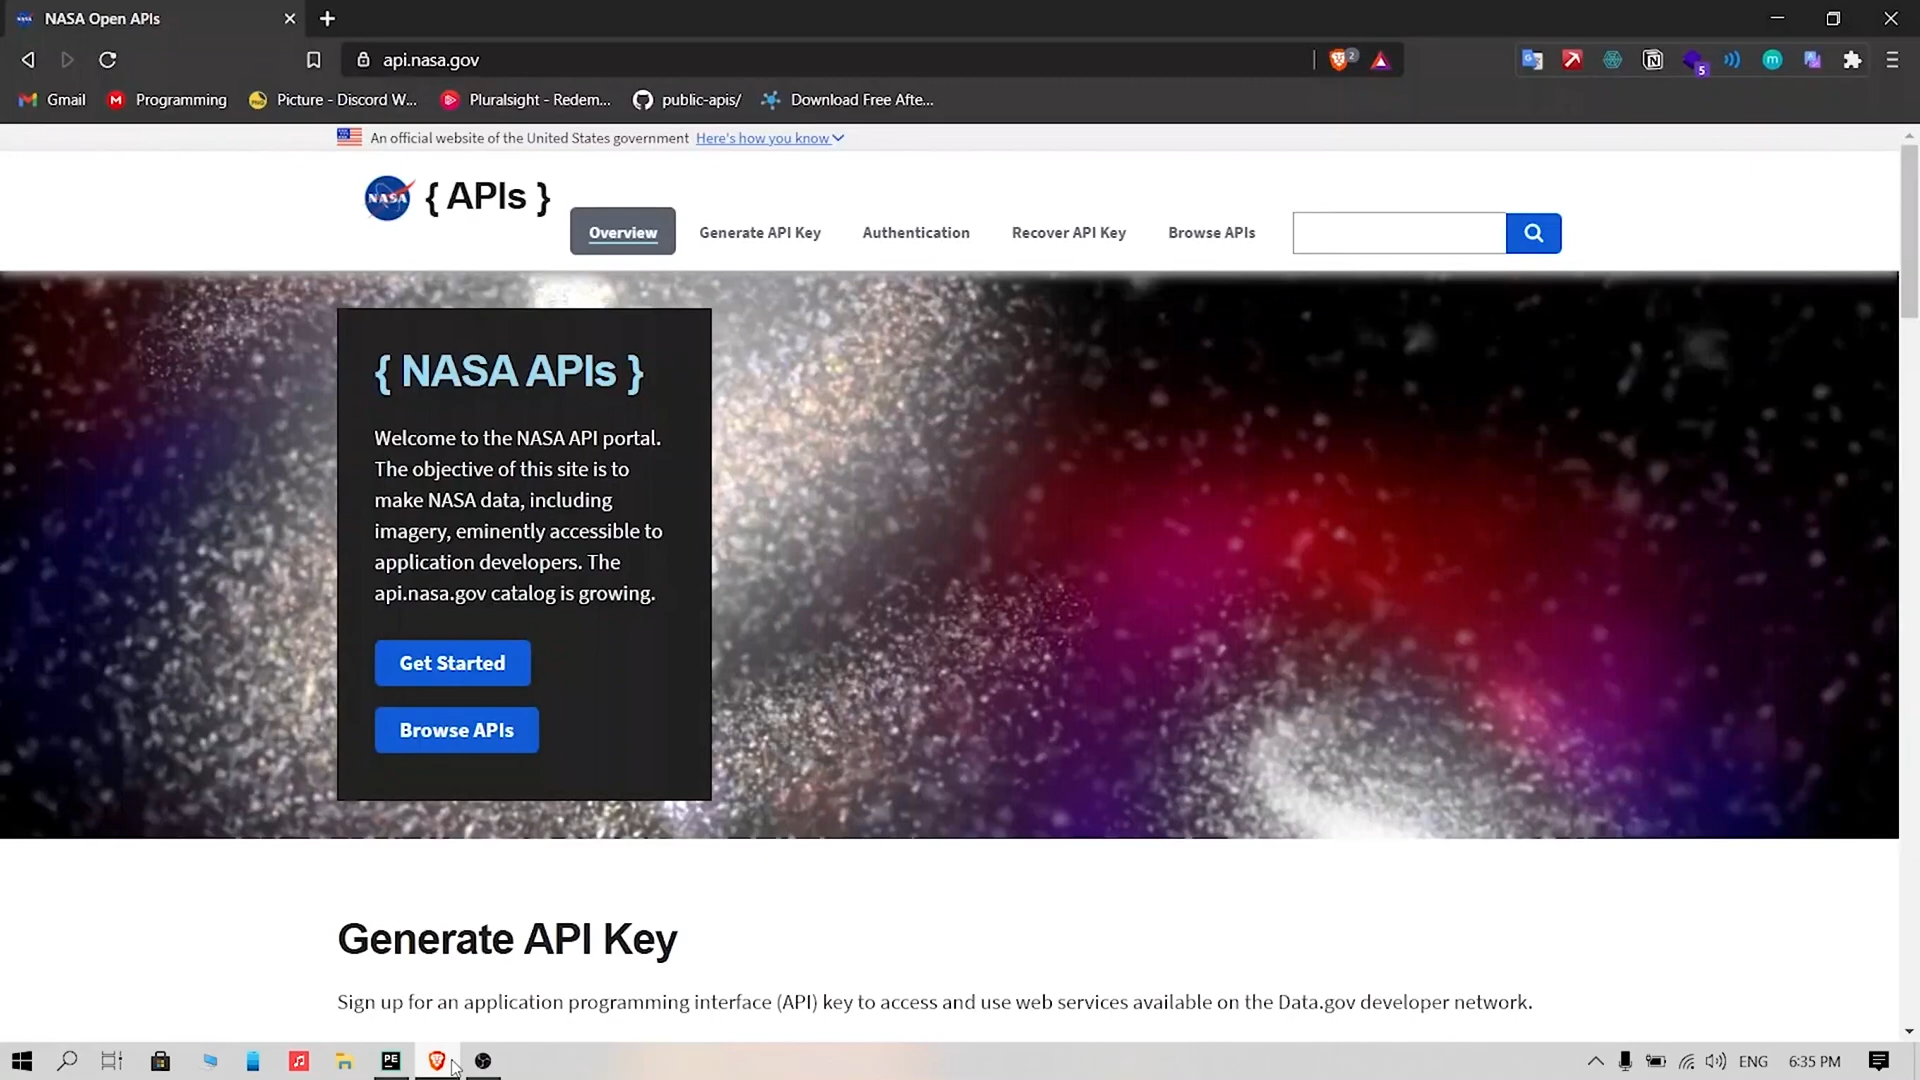 NASA Open APIs
api.nasa.gov
2
5
Gmail
Programming
Picture - Discord W...
Pluralsight - Redem...
public-apis/
Download Free Afte...
An official website of the United States government Here's how you know
NASA
{ APIs }
Overview
Generate API Key
Authentication
Recover API Key
Browse APIs
{ NASA APIs }
Welcome to the NASA API portal.
The objective of this site is to
make NASA data, including
imagery, eminently accessible to
application developers. The
api.nasa.gov catalog is growing.
Get Started
Browse APIs
Generate API Key
Sign up for an application programming interface (API) key to access and use web services available on the Data.gov developer network.
PE
ENG
6:35 PM